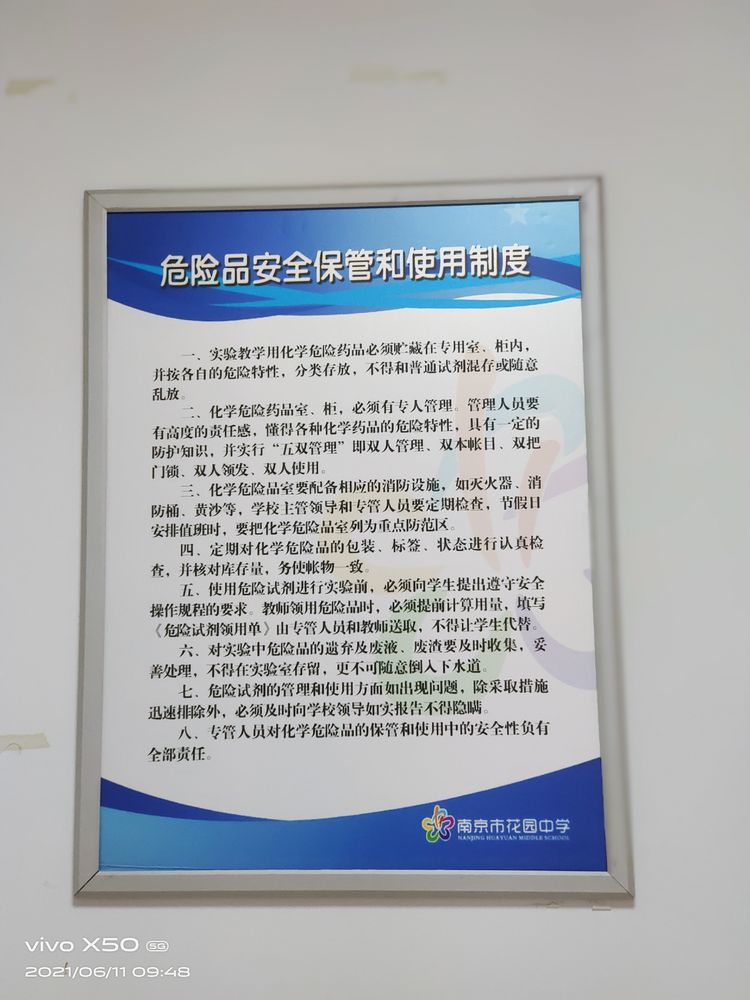 危险品安全保管和使用制度
一、实验教学用化学危险药品必须贮藏在专用室、柜内，
并按各自的危险特性，分类存放，不得和普通试剂混存或随意
乱放。
二、化学危险药品室、柜，必须有专人管理。管理人员要
有高度的责任感，懂得各种化学药品的危险特性，具有一定的
防护知识，并实行“五双管理”即双人管理、双本帐目、双把
门锁、双人领发、双人使用。
三、化学危险品室要配备相应的消防设施，如灭火器、消
防桶、黄沙等，学校主管领导和专管人员要定期检查，节假日
安排值班时，要把化学危险品室列为重点防范区。
四、定期对化学危险品的包装、标签、状态进行认真检
查，并核对库存量，务使帐物一致。
五、使用危险试剂进行实验前，必须向学生提出遵守安全
操作规程的要求。教师领用危险品时，必须提前计算用量，填写
《危险试剂领用单》由专管人员和教师送取，不得让学生代替。
六、对实验中危险品的遗弃及废液、废渣要及时收集，妥
善处理，不得在实验室存留，更不可随意倒入下水道。
七、危险试剂的管理和使用方面如出现问题，除采取措施
迅速排除外，必须及时向学校领导如实报告不得隐瞒。
八、专管人员对化学危险品的保管和使用中的安全性负有
全部责任。
南京市花园中学
NANJING HUAYUAN MIDDLE SCHOOL
vivo X50 5G
2021/06/11 09:48